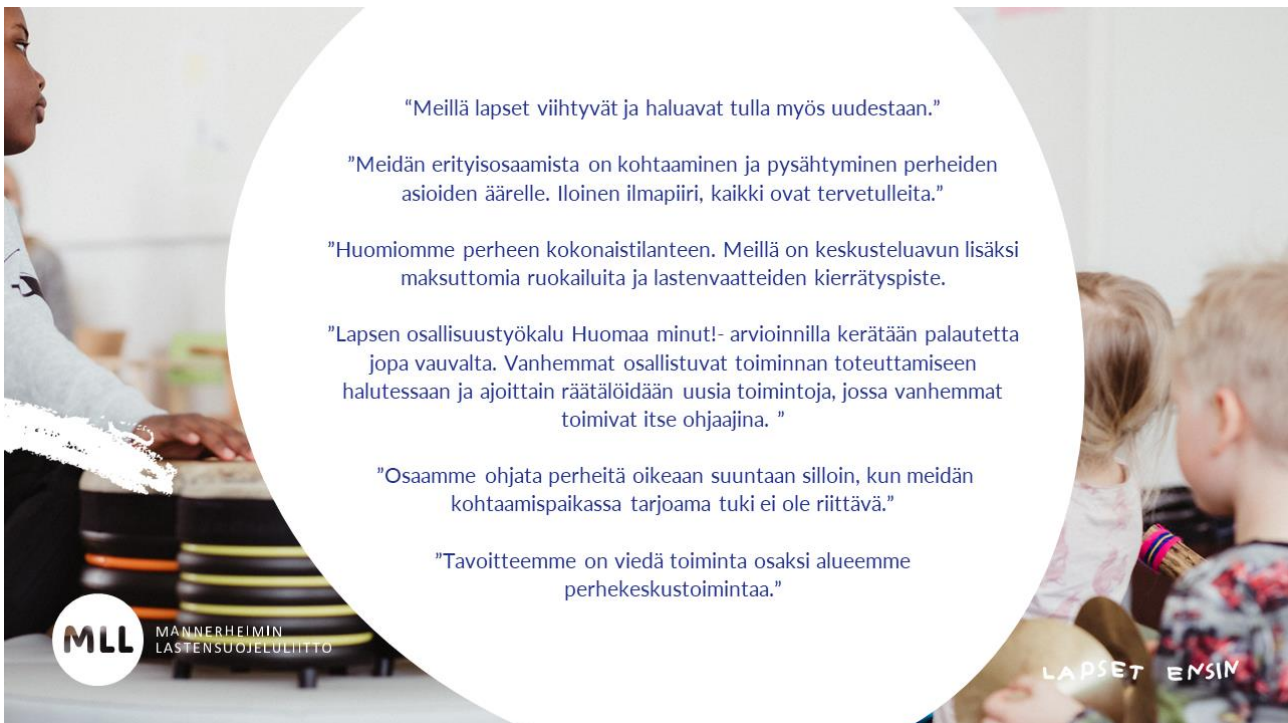 “Meillä lapset viihtyvät ja haluavat tulla myös uudestaan.”
”Meidän erityisosaamista on kohtaaminen ja pysähtyminen perheiden
asioiden äärelle. Iloinen ilmapiiri, kaikki ovat tervetulleita.”
”Huomiomme perheen kokonaistilanteen. Meillä on keskusteluavun lisäksi
maksuttomia ruokailuita ja lastenvaatteiden kierrätyspiste.
”Lapsen osallisuustyökalu Huomaa minut!- arvioinnilla kerätään palautetta
jopa vauvalta. Vanhemmat osallistuvat toiminnan toteuttamiseen
halutessaan ja ajoittain räätälöidään uusia toimintoja, jossa vanhemmat
toimivat itse ohjaajina. ”
”Osaamme ohjata perheitä oikeaan suuntaan silloin, kun meidän
kohtaamispaikassa tarjoama tuki ei ole riittävä.”
”Tavoitteemme on viedä toiminta osaksi alueemme
perhekeskustoimintaa.”
MLL
MANNERHEIMIN
LASTENSUOJELULIITTO
LAPSET ENSIN